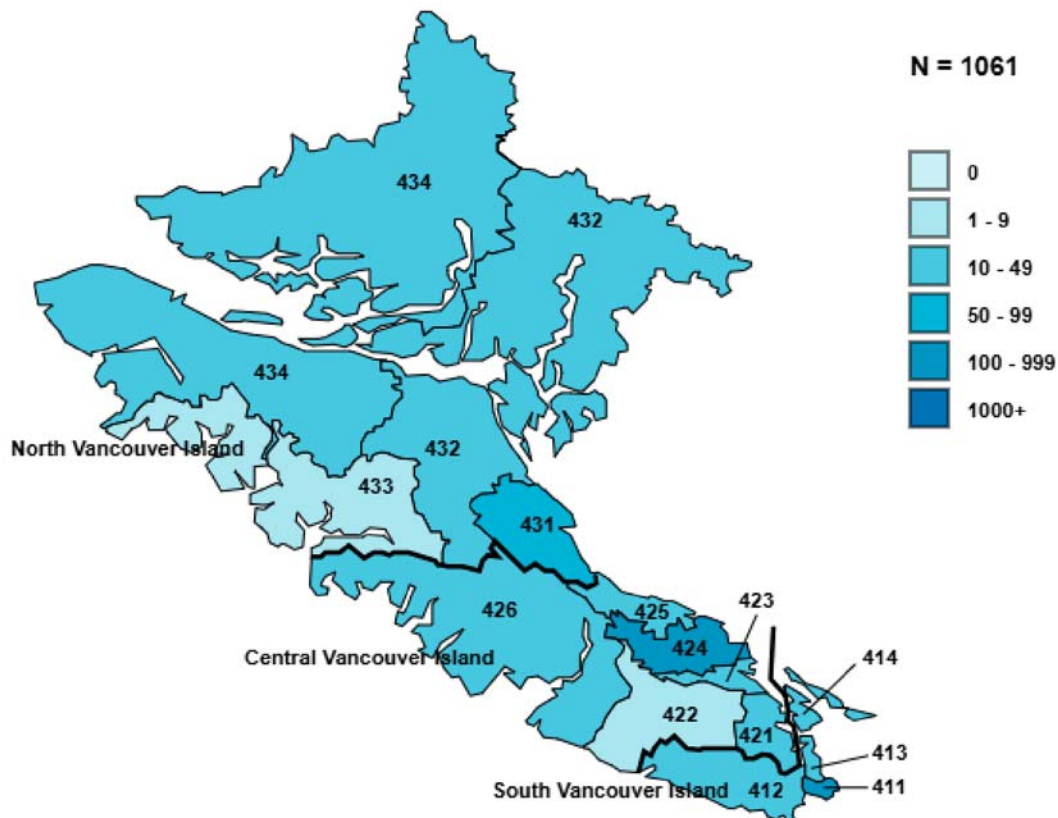 N = 1061
0
1 - 9
10 - 49
50 - 99
100 - 999
1000+
434
432
434
North Vancouver Island
432
433
431
426
425
423
424
414
Central Vancouver Island
422
421
413
South Vancouver Island
412
411